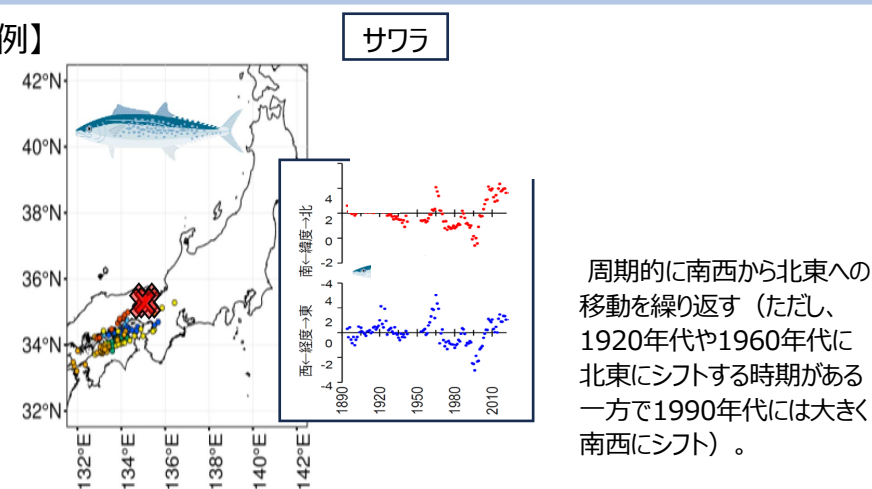 例】
サワラ
42°N
40°N
38°N
36°N
34°N
32°N
132°E
134°E
136°E
138°E
140°E
142°E
南←緯度→北
4
2
0
-2
西←経度→東
-4
2
0
-2
-4
1890
1920
1950
1980
2010
周期的に南西から北東への
移動を繰り返す（ただし、
1920年代や1960年代に
北東にシフトする時期がある
一方で1990年代には大きく
南西にシフト）。